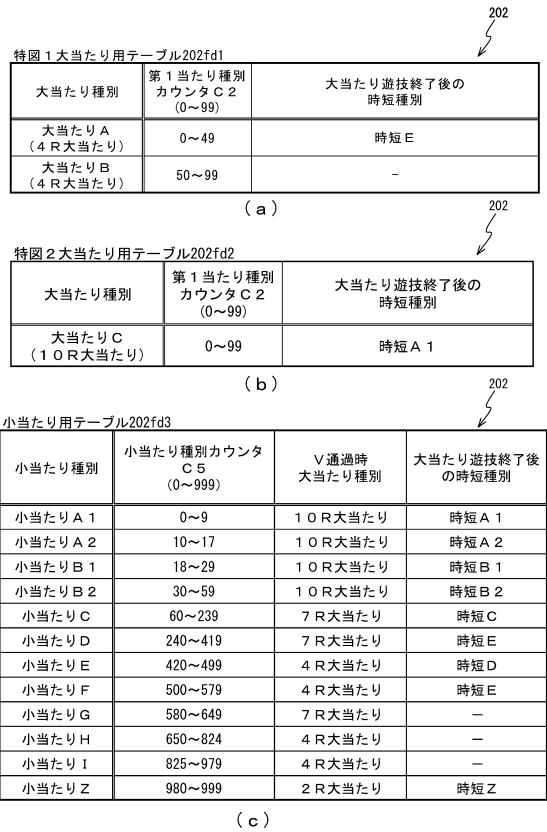 202
特図１大当たり用テーブル202fd1
大当たり種別
第１当たり種別
カウンタＣ２
(0～99)
大当たり遊技終了後の
時短種別
大当たりＡ
(４Ｒ大当たり)
0～49
時短Ｅ
大当たりＢ
(４Ｒ大当たり)
50～99
－
(ａ)
202
特図２大当たり用テーブル202fd2
大当たり種別
第１当たり種別
カウンタＣ２
(0～99)
大当たり遊技終了後の
時短種別
大当たりＣ
(１０Ｒ大当たり)
0～99
時短Ａ１
(ｂ)
202
小当たり用テーブル202fd3
小当たり種別
小当たり種別カウンタ
Ｃ５
(0～999)
Ｖ通過時
大当たり種別
大当たり遊技終了後
の時短種別
小当たりＡ１ 0～9 １０Ｒ大当たり 時短Ａ１
小当たりＡ２ 10～17 １０Ｒ大当たり 時短Ａ２
小当たりＢ１ 18～29 １０Ｒ大当たり 時短Ｂ１
小当たりＢ２ 30～59 １０Ｒ大当たり 時短Ｂ２
小当たりＣ 60～239 ７Ｒ大当たり 時短Ｃ
小当たりＤ 240～419 ７Ｒ大当たり 時短Ｅ
小当たりＥ 420～499 ４Ｒ大当たり 時短Ｄ
小当たりＦ 500～579 ４Ｒ大当たり 時短Ｅ
小当たりＧ 580～649 ７Ｒ大当たり －
小当たりＨ 650～824 ４Ｒ大当たり －
小当たりＩ 825～979 ４Ｒ大当たり －
小当たりＺ 980～999 ２Ｒ大当たり 時短Ｚ
(ｃ)